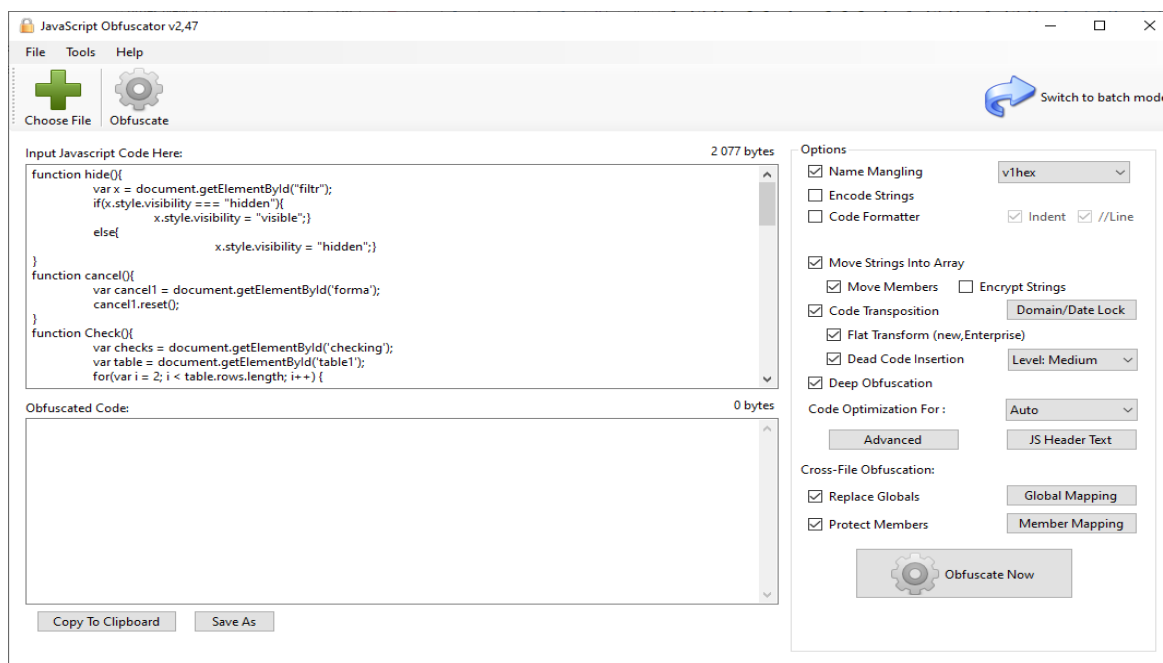 JavaScript Obfuscator v2,47
File Tools Help
Choose File Obfuscate Switch to batch mode
Input Javascript Code Here: 2 077 bytes
function hide(){
var x = document.getElementById("filtr");
if(x.style.visibility === "hidden"){
x.style.visibility = "visible";}
else{
x.style.visibility = "hidden";}
}
function cancel(){
var cancel1 = document.getElementById('forma');
cancel1.reset();
}
function Check(){
var checks = document.getElementById('checking');
var table = document.getElementById('table1');
for(var i = 2; i < table.rows.length; i++) {
Obfuscated Code: 0 bytes
Copy To Clipboard Save As
Options
Name Mangling v1hex
Encode Strings
Code Formatter Indent //Line
Move Strings Into Array
Move Members Encrypt Strings
Code Transposition Domain/Date Lock
Flat Transform (new,Enterprise)
Dead Code Insertion Level: Medium
Deep Obfuscation
Code Optimization For : Auto
Advanced JS Header Text
Cross-File Obfuscation:
Replace Globals Global Mapping
Protect Members Member Mapping
Obfuscate Now